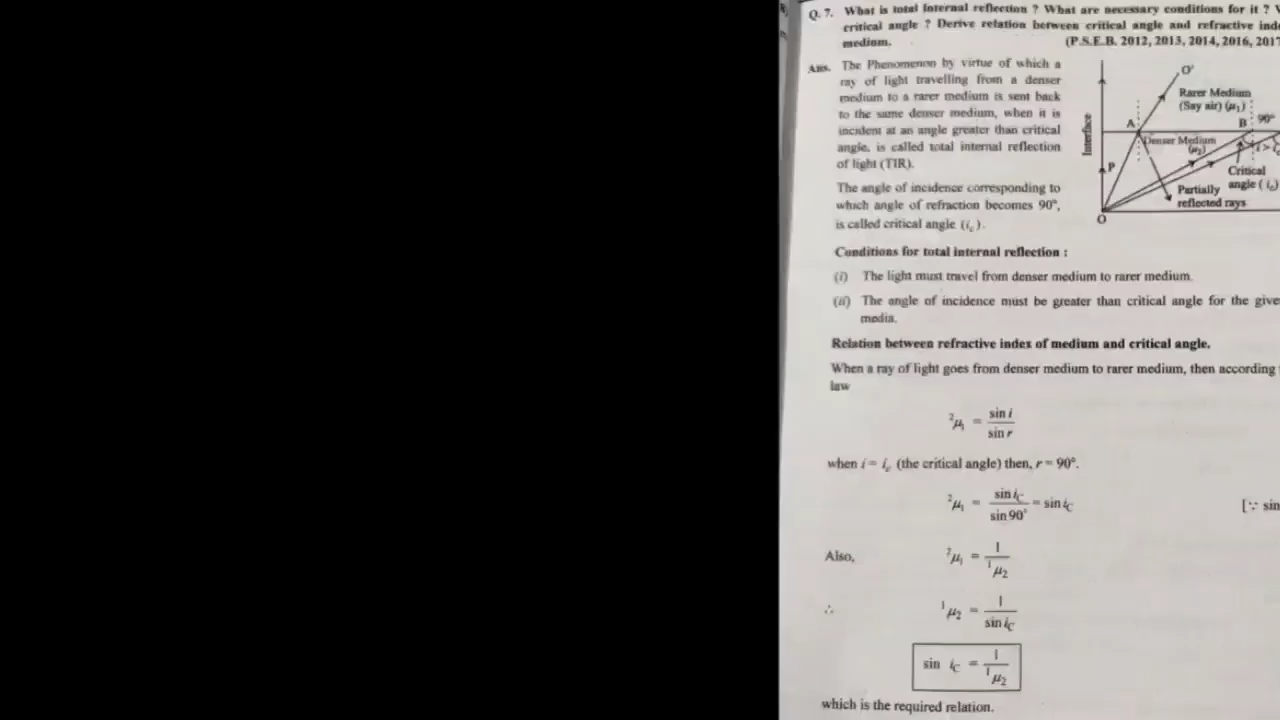 Q. 7. What is total internal reflection ? What are necessary conditions for it ?
critical angle ? Derive relation between critical angle and refractive
medium.
(P.S.E.B. 2012, 2013, 2014, 2016, 2017
Ans. The Phenomenon by virtue of which a
ray of light travelling from a denser
medium to a rarer medium is sent back
to the same denser medium, when it is
incident at an angle greater than critical
angle, is called total internal reflection
of light (TIR).
The angle of incidence corresponding to
which angle of refraction becomes 90°,
is called critical angle (i_c).
O'
Rarer Medium
(Say air) (μ₁)
A
B
90°
Interface
Denser Medium
(μ₂)
i > i_c
P
Critical
angle ( i_c)
Partially
reflected rays
O
Conditions for total internal reflection :
(i) The light must travel from denser medium to rarer medium.
(ii) The angle of incidence must be greater than critical angle for the
media.
Relation between refractive index of medium and critical angle.
When a ray of light goes from denser medium to rarer medium, then according
law
²μ₁ = sin i / sin r
when i = i_c (the critical angle) then, r = 90°.
²μ₁ = sin i_C / sin 90° = sin i_C
[∵ sin
Also, ²μ₁ = 1 / ¹μ₂
∴ ¹μ₂ = 1 / sin i_C
sin i_C = 1 / ¹μ₂
which is the required relation.